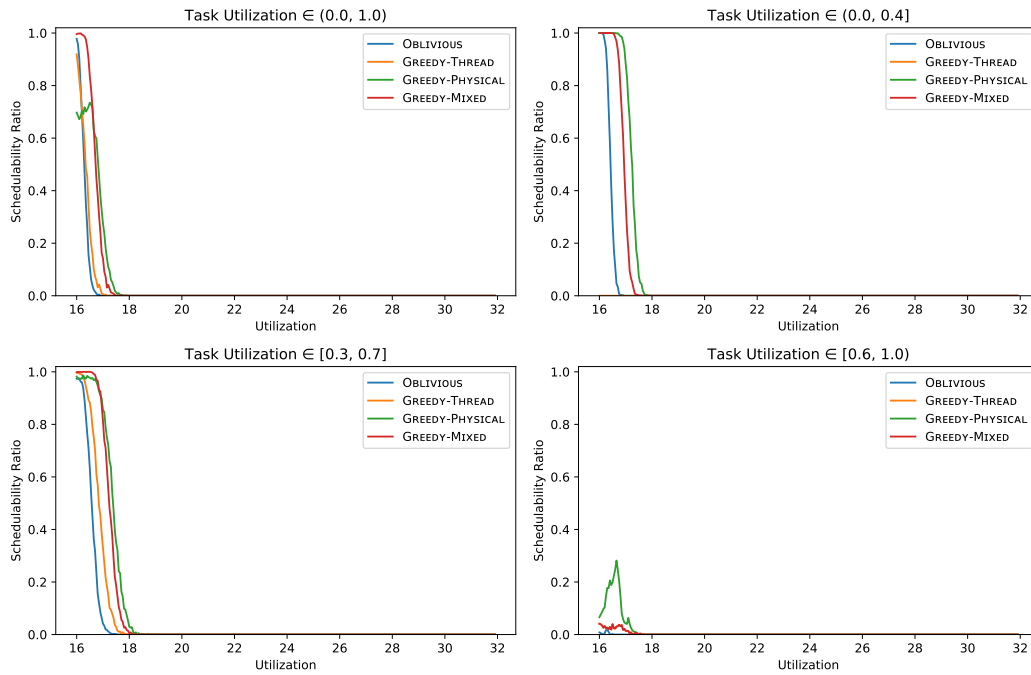 Task Utilization ∈ (0.0, 1.0)
Schedulability Ratio
1.0
0.8
0.6
0.4
0.2
0.0
Oblivious
Greedy-Thread
Greedy-Physical
Greedy-Mixed
16 18 20 22 24 26 28 30 32
Utilization
Task Utilization ∈ (0.0, 0.4]
Schedulability Ratio
1.0
0.8
0.6
0.4
0.2
0.0
Oblivious
Greedy-Thread
Greedy-Physical
Greedy-Mixed
16 18 20 22 24 26 28 30 32
Utilization
Task Utilization ∈ [0.3, 0.7]
Schedulability Ratio
1.0
0.8
0.6
0.4
0.2
0.0
Oblivious
Greedy-Thread
Greedy-Physical
Greedy-Mixed
16 18 20 22 24 26 28 30 32
Utilization
Task Utilization ∈ [0.6, 1.0)
Schedulability Ratio
1.0
0.8
0.6
0.4
0.2
0.0
Oblivious
Greedy-Thread
Greedy-Physical
Greedy-Mixed
16 18 20 22 24 26 28 30 32
Utilization